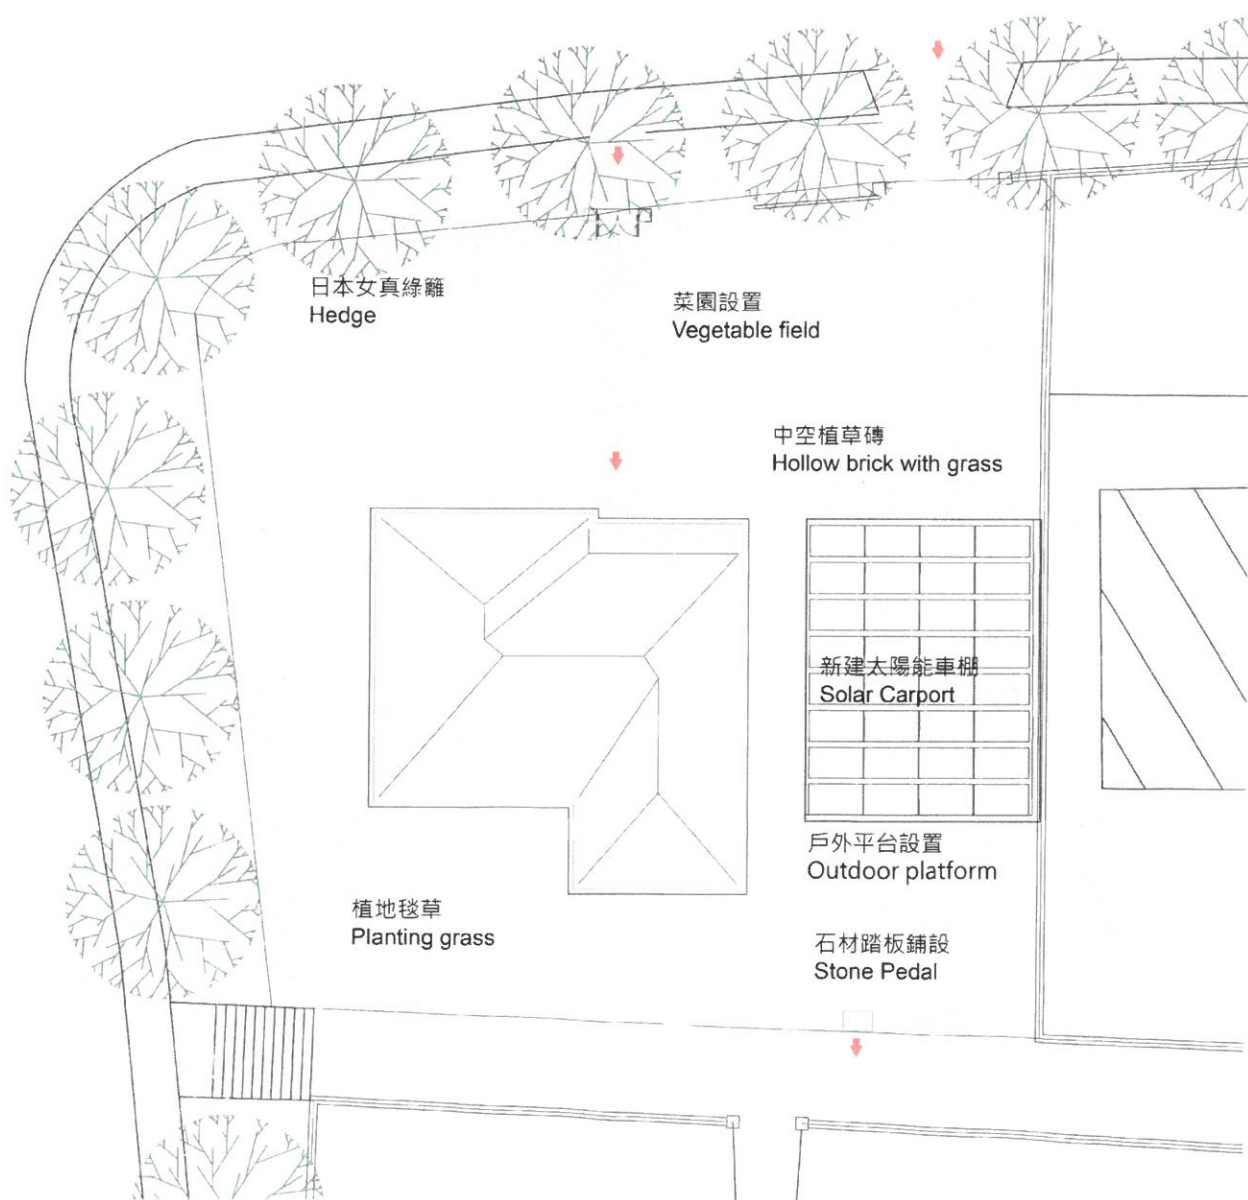 日本女真綠籬
Hedge
菜園設置
Vegetable field
中空植草磚
Hollow brick with grass
新建太陽能車棚
Solar Carport
戶外平台設置
Outdoor platform
植地毯草
Planting grass
石材踏板鋪設
Stone Pedal